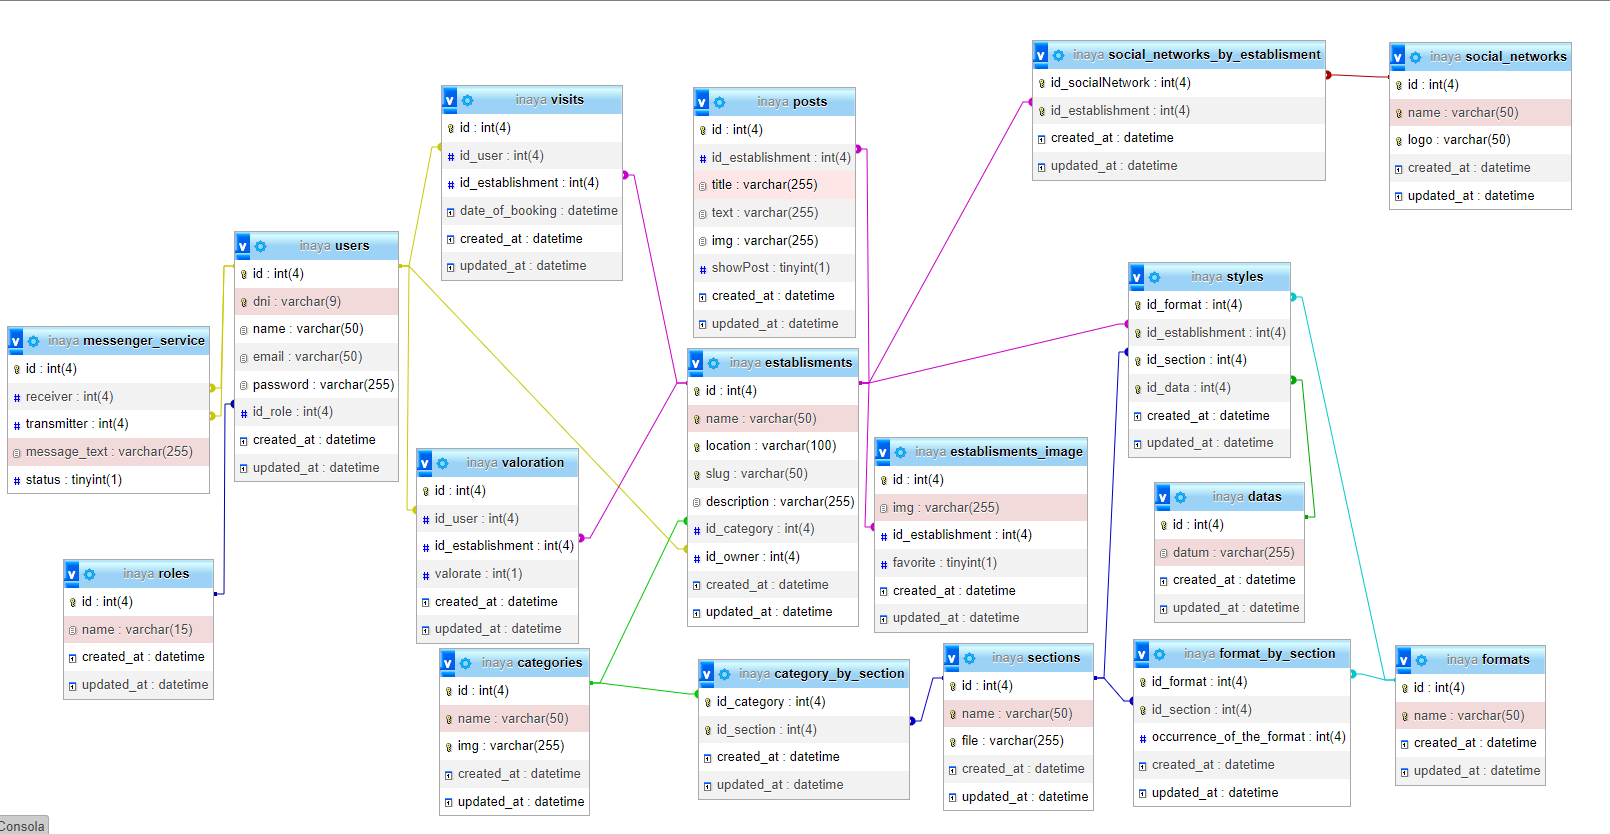 inaya messenger_service
id : int(4)
receiver : int(4)
transmitter : int(4)
message_text : varchar(255)
status : tinyint(1)
inaya roles
id : int(4)
name : varchar(15)
created_at : datetime
updated_at : datetime
inaya users
id : int(4)
dni : varchar(9)
name : varchar(50)
email : varchar(50)
password : varchar(255)
id_role : int(4)
created_at : datetime
updated_at : datetime
inaya visits
id : int(4)
id_user : int(4)
id_establishment : int(4)
date_of_booking : datetime
created_at : datetime
updated_at : datetime
inaya valoration
id : int(4)
id_user : int(4)
id_establishment : int(4)
valorate : int(1)
created_at : datetime
updated_at : datetime
inaya categories
id : int(4)
name : varchar(50)
img : varchar(255)
created_at : datetime
updated_at : datetime
inaya posts
id : int(4)
id_establishment : int(4)
title : varchar(255)
text : varchar(255)
img : varchar(255)
showPost : tinyint(1)
created_at : datetime
updated_at : datetime
inaya establisments
id : int(4)
name : varchar(50)
location : varchar(100)
slug : varchar(50)
description : varchar(255)
id_category : int(4)
id_owner : int(4)
created_at : datetime
updated_at : datetime
inaya category_by_section
id_category : int(4)
id_section : int(4)
created_at : datetime
updated_at : datetime
inaya establisments_image
id : int(4)
img : varchar(255)
id_establishment : int(4)
favorite : tinyint(1)
created_at : datetime
updated_at : datetime
inaya sections
id : int(4)
name : varchar(50)
file : varchar(255)
created_at : datetime
updated_at : datetime
inaya social_networks_by_establisment
id_socialNetwork : int(4)
id_establishment : int(4)
created_at : datetime
updated_at : datetime
inaya social_networks
id : int(4)
name : varchar(50)
logo : varchar(50)
created_at : datetime
updated_at : datetime
inaya styles
id_format : int(4)
id_establishment : int(4)
id_section : int(4)
id_data : int(4)
created_at : datetime
updated_at : datetime
inaya datas
id : int(4)
datum : varchar(255)
created_at : datetime
updated_at : datetime
inaya format_by_section
id_format : int(4)
id_section : int(4)
occurrence_of_the_format : int(4)
created_at : datetime
updated_at : datetime
inaya formats
id : int(4)
name : varchar(50)
created_at : datetime
updated_at : datetime
Consola